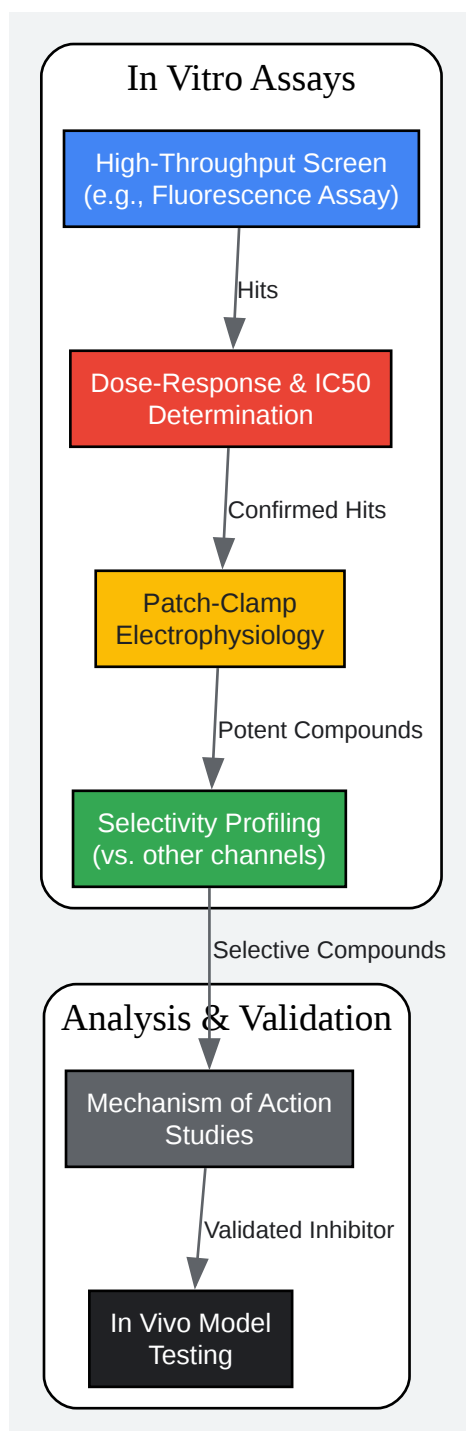 In Vitro Assays
High-Throughput Screen
(e.g., Fluorescence Assay)
Hits
Dose-Response & IC50
Determination
Confirmed Hits
Patch-Clamp
Electrophysiology
Potent Compounds
Selectivity Profiling
(vs. other channels)
Selective Compounds
Analysis & Validation
Mechanism of Action
Studies
Validated Inhibitor
In Vivo Model
Testing